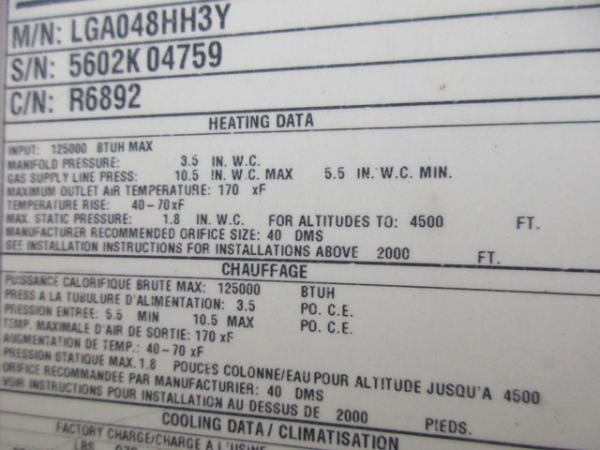 M/N: LGA048HH3Y
S/N: 5602K 04759
C/N: R6892
HEATING DATA
INPUT: 125000 BTUH MAX
MANIFOLD PRESSURE: 3.5 IN. W.C.
GAS SUPPLY LINE PRESS: 10.5 IN. W.C. MAX 5.5 IN. W.C. MIN.
MAXIMUM OUTLET AIR TEMPERATURE: 170 xF
TEMPERATURE RISE: 40-70xF
MAX. STATIC PRESSURE: 1.8 IN. W.C. FOR ALTITUDES TO: 4500 FT.
MANUFACTURER RECOMMENDED ORIFICE SIZE: 40 DMS
SEE INSTALLATION INSTRUCTIONS FOR INSTALLATIONS ABOVE 2000 FT.
CHAUFFAGE
PUISSANCE CALORIFIQUE BRUTE MAX: 125000 BTUH
PRESS A LA TUBULURE D'ALIMENTATION: 3.5 PO. C.E.
PRESSION ENTREE: 5.5 MIN 10.5 MAX PO. C.E.
TEMP. MAXIMALE D'AIR DE SORTIE: 170 xF
AUGMENTATION DE TEMP.: 40-70 xF
PRESSION STATIQUE MAX. 1.8 POUCES COLONNE/EAU POUR ALTITUDE JUSQU'A 4500
ORIFICE RECOMMANDEE PAR MANUFACTURIER: 40 DMS
VOIR INSTRUCTIONS POUR INSTALLATION AU DESSUS DE 2000 PIEDS.
COOLING DATA / CLIMATISATION
FACTORY CHARGE/CHARGE A L'USINE
LBS